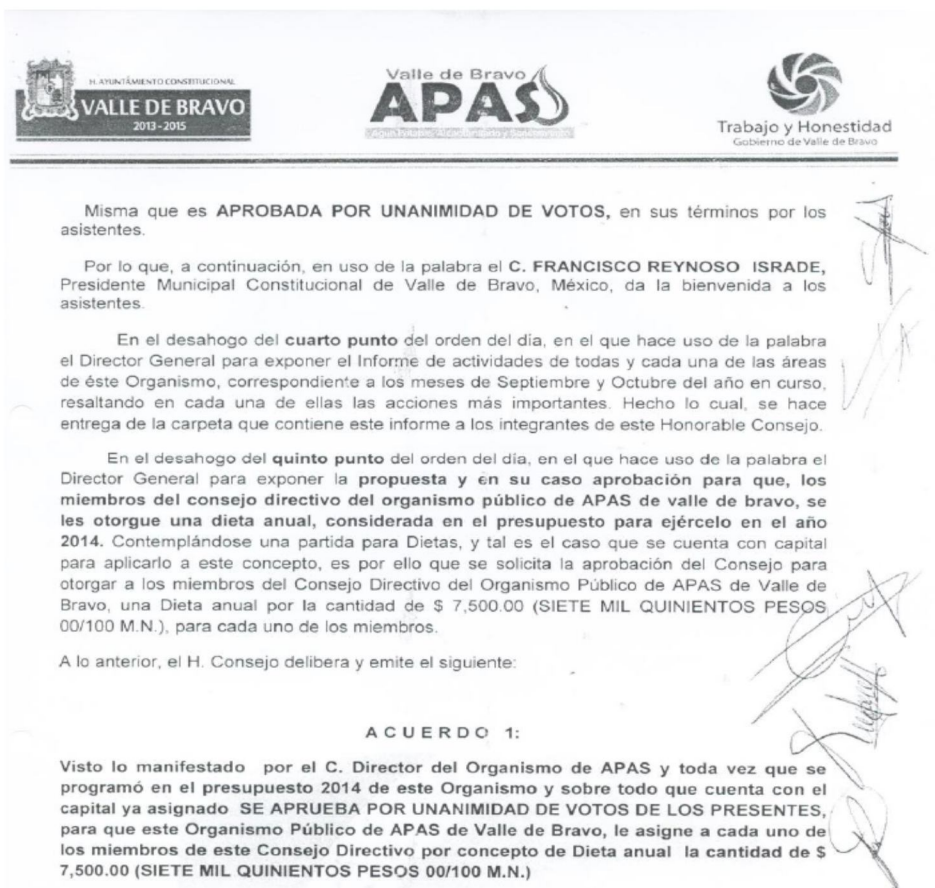 H. AYUNTAMIENTO CONSTITUCIONAL
VALLE DE BRAVO
2013-2015
Valle de Bravo
APAS
Trabajo y Honestidad
Gobierno de Valle de Bravo
Misma que es APROBADA POR UNANIMIDAD DE VOTOS, en sus términos por los
asistentes.
Por lo que, a continuación, en uso de la palabra el C. FRANCISCO REYNOSO ISRADE,
Presidente Municipal Constitucional de Valle de Bravo, México, da la bienvenida a los
asistentes.
En el desahogo del cuarto punto del orden del día, en el que hace uso de la palabra
el Director General para exponer el Informe de actividades de todas y cada una de las áreas
de éste Organismo, correspondiente a los meses de Septiembre y Octubre del año en curso,
resaltando en cada una de ellas las acciones más importantes. Hecho lo cual, se hace
entrega de la carpeta que contiene este informe a los integrantes de este Honorable Consejo.
En el desahogo del quinto punto del orden del día, en el que hace uso de la palabra el
Director General para exponer la propuesta y en su caso aprobación para que, los
miembros del consejo directivo del organismo público de APAS de valle de bravo, se
les otorgue una dieta anual, considerada en el presupuesto para ejércelo en el año
2014. Contemplándose una partida para Dietas, y tal es el caso que se cuenta con capital
para aplicarlo a este concepto, es por ello que se solicita la aprobación del Consejo para
otorgar a los miembros del Consejo Directivo del Organismo Público de APAS de Valle de
Bravo, una Dieta anual por la cantidad de $ 7,500.00 (SIETE MIL QUINIENTOS PESOS
00/100 M.N.), para cada uno de los miembros.
A lo anterior, el H. Consejo delibera y emite el siguiente:
ACUERDO 1:
Visto lo manifestado por el C. Director del Organismo de APAS y toda vez que se
programó en el presupuesto 2014 de este Organismo y sobre todo que cuenta con el
capital ya asignado SE APRUEBA POR UNANIMIDAD DE VOTOS DE LOS PRESENTES,
para que este Organismo Público de APAS de Valle de Bravo, le asigne a cada uno de
los miembros de este Consejo Directivo por concepto de Dieta anual la cantidad de $
7,500.00 (SIETE MIL QUINIENTOS PESOS 00/100 M.N.)